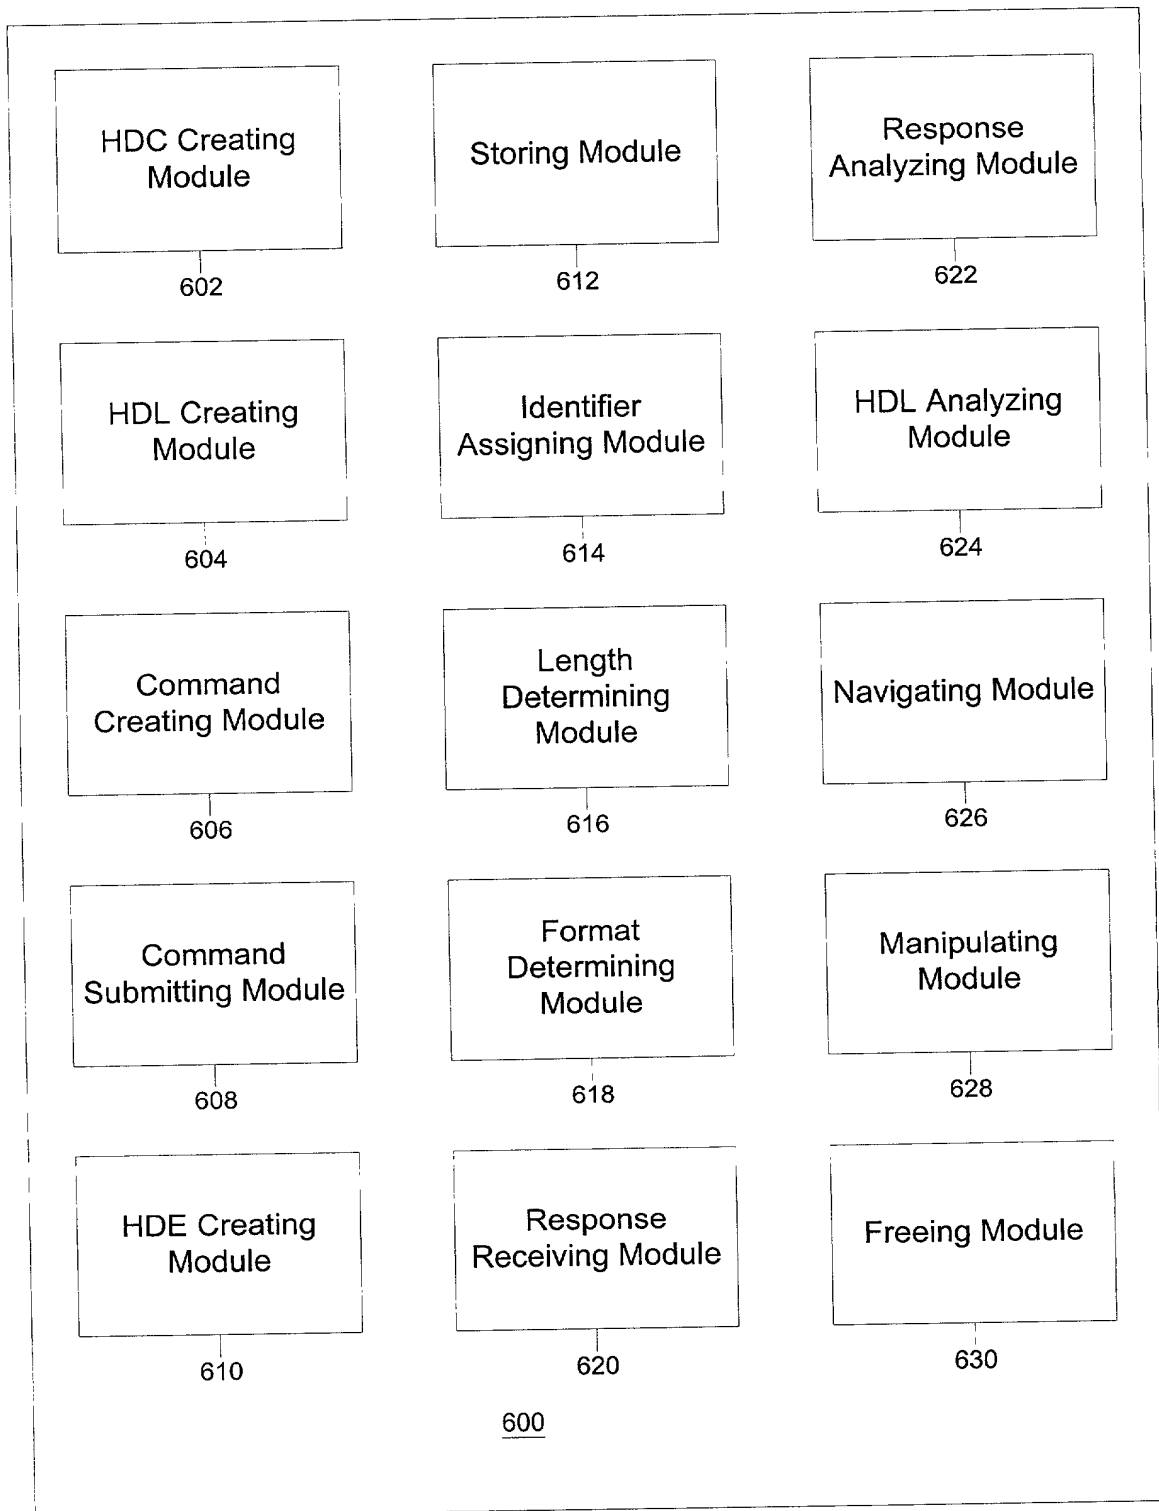 HDC Creating
Module
602
Storing Module
612
Response
Analyzing Module
622
HDL Creating
Module
604
Identifier
Assigning Module
614
HDL Analyzing
Module
624
Command
Creating Module
606
Length
Determining
Module
616
Navigating Module
626
Command
Submitting Module
608
Format
Determining
Module
618
Manipulating
Module
628
HDE Creating
Module
610
Response
Receiving Module
620
Freeing Module
630
600